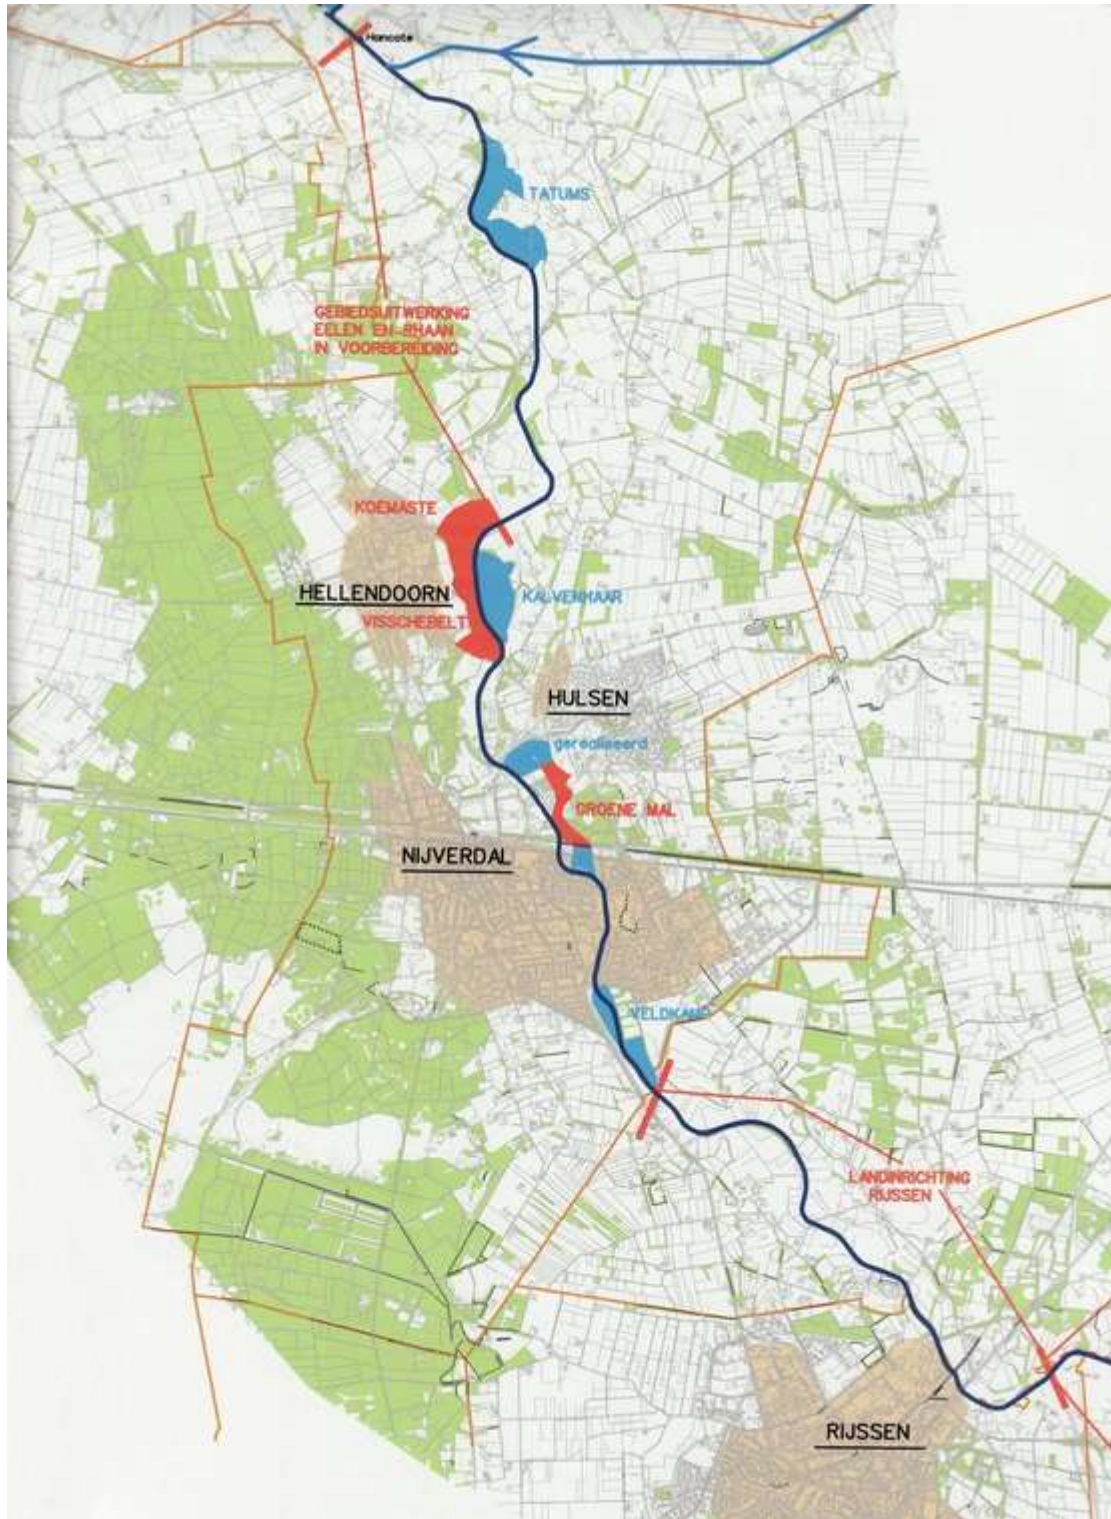 Hancate
TATUMS
GEBIEDSUITWERKING
EELEN EN RHAAN
IN VOORBEREIDING
KOEMASTE
HELLENDOORN
KALVENHAAR
VISSCHEBELT
HULSEN
gerealiseerd
GROENE MAL
NIJVERDAL
VELDKAMP
LANDINRICHTING
RIJSSEN
RIJSSEN